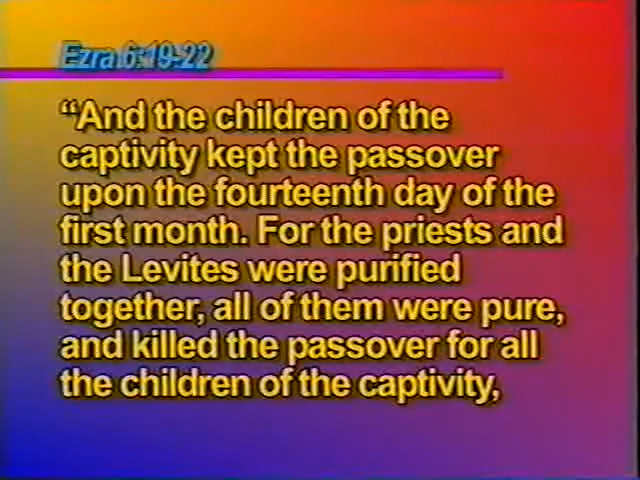 Ezra 6:19-22
“And the children of the
captivity kept the passover
upon the fourteenth day of the
first month. For the priests and
the Levites were purified
together, all of them were pure,
and killed the passover for all
the children of the captivity,